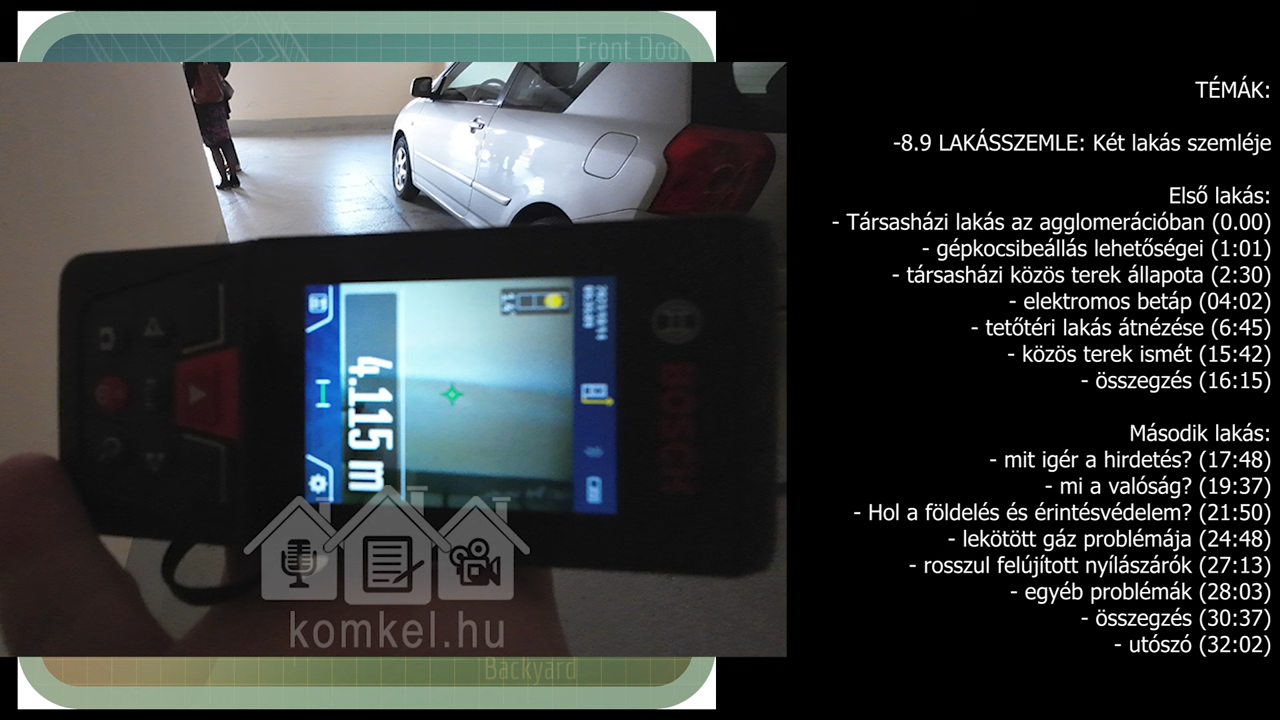 Front Door
4.115 m
BOSCH
komkel.hu
Backyard
TÉMÁK:
-8.9 LAKÁSSZEMLE: Két lakás szemléje
Első lakás:
- Társasházi lakás az agglomerációban (0.00)
- gépkocsibeállás lehetőségei (1:01)
- társasházi közös terek állapota (2:30)
- elektromos betáp (04:02)
- tetőtéri lakás átnézése (6:45)
- közös terek ismét (15:42)
- összegzés (16:15)
Második lakás:
- mit igér a hirdetés? (17:48)
- mi a valóság? (19:37)
- Hol a földelés és érintésvédelem? (21:50)
- lekötött gáz problémája (24:48)
- rosszul felújított nyílászárók (27:13)
- egyéb problémák (28:03)
- összegzés (30:37)
- utószó (32:02)